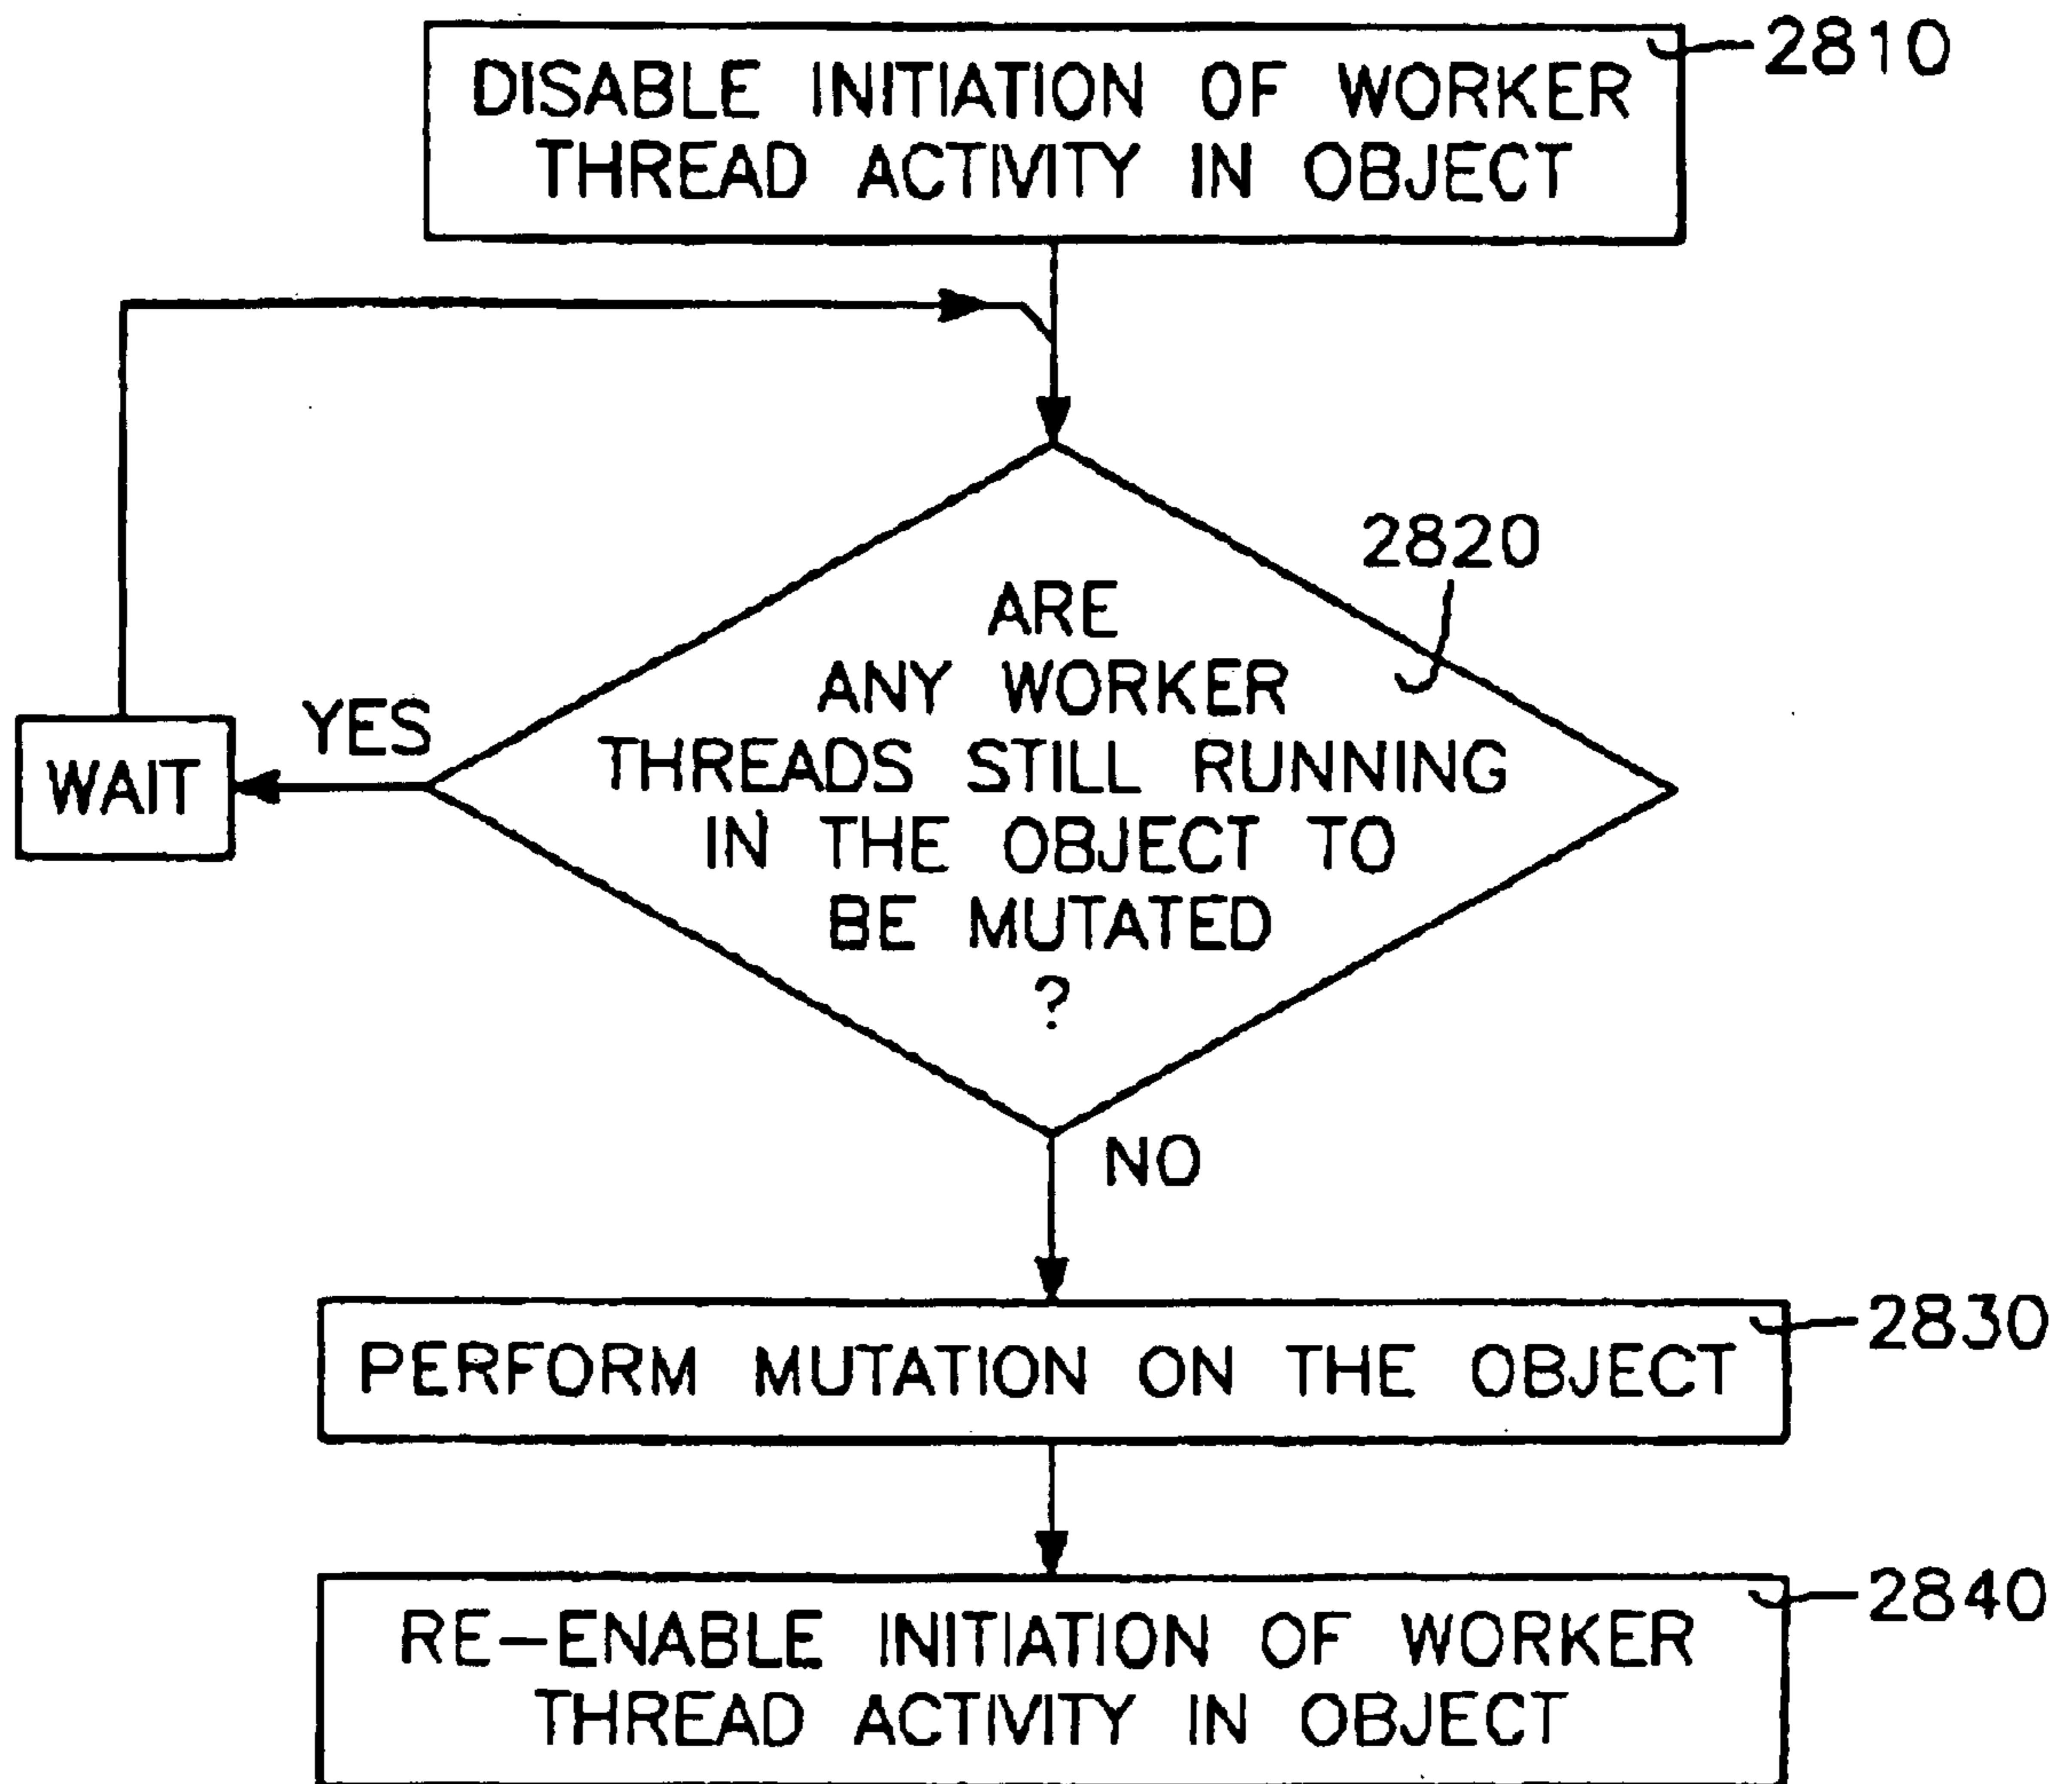 DISABLE INITIATION OF WORKER
THREAD ACTIVITY IN OBJECT
2810
2820
ARE
ANY WORKER
THREADS STILL RUNNING
IN THE OBJECT TO
BE MUTATED
?
YES
WAIT
NO
PERFORM MUTATION ON THE OBJECT
2830
RE-ENABLE INITIATION OF WORKER
THREAD ACTIVITY IN OBJECT
2840